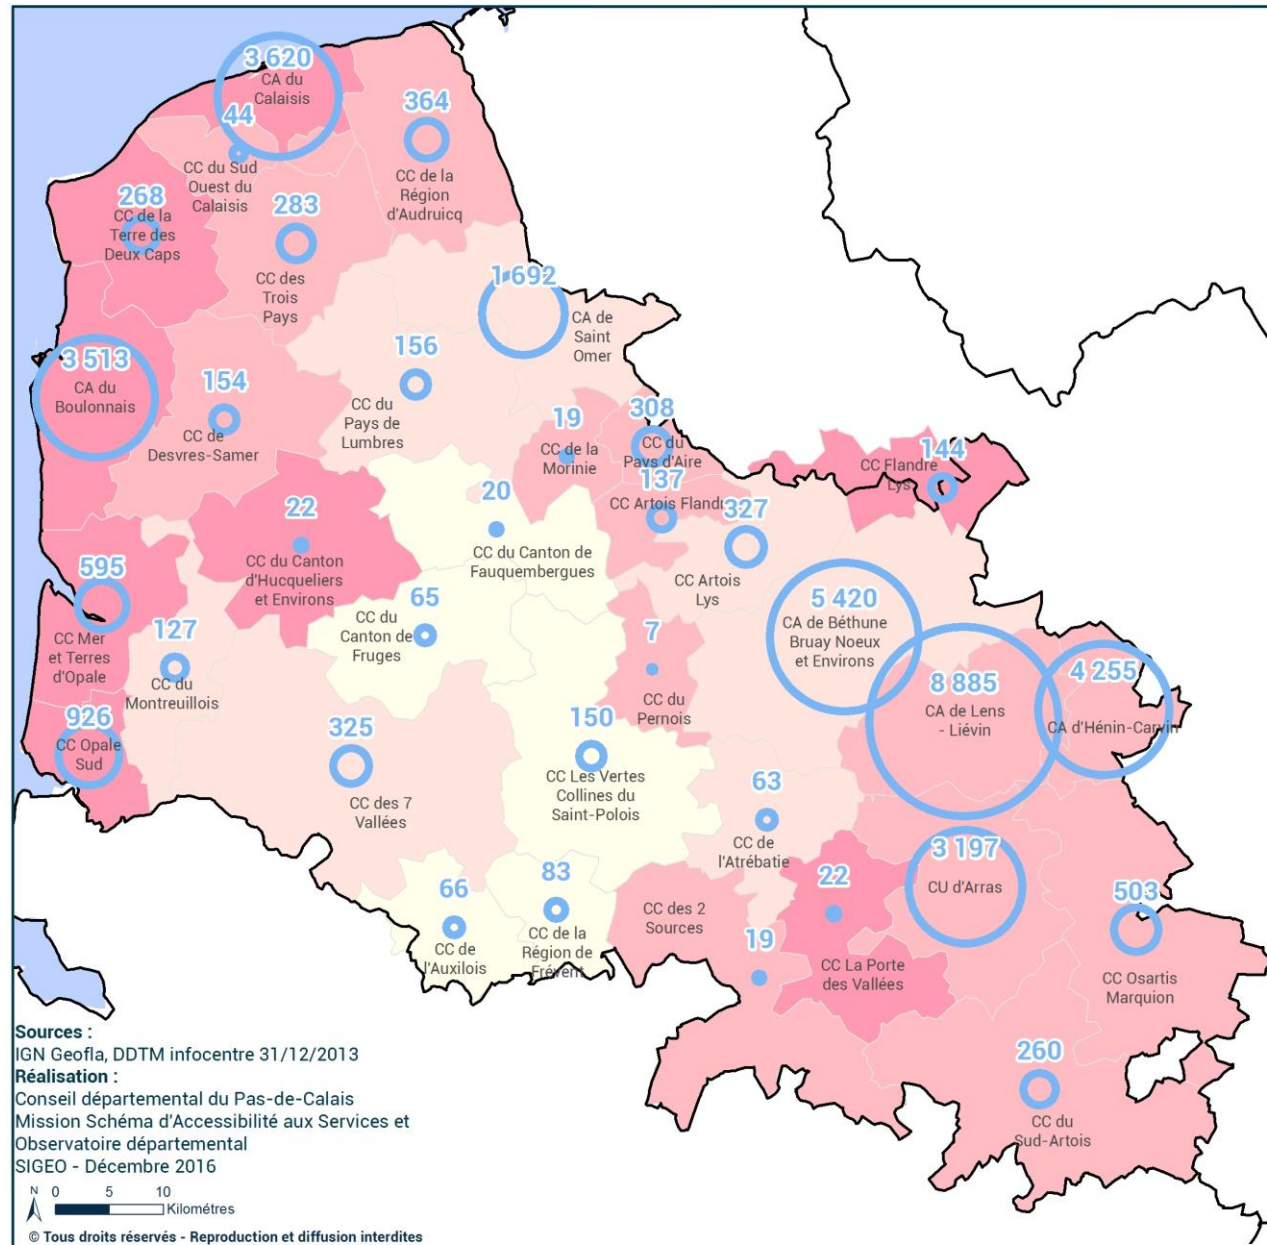 3 620
CA du
Calaisis
44
CC du Sud
Ouest du
Calaisis
364
CC de la
Région
d'Audruicq
268
CC de la
Terre des
Deux Caps
283
CC des
Trois
Pays
1 692
CA de
Saint
Omer
3 513
CA du
Boulonnais
154
CC de
Desvres-Samer
156
CC du
Pays de
Lumbres
19
CC de la
Morinie
308
CC du
Pays d'Aire
137
CC Artois Flandr
144
CC Flandre
Lys
22
CC du Canton
d'Hucqueliers
et Environs
20
CC du Canton de
Fauquembergues
327
CC Artois
Lys
595
CC Mer
et Terres
d'Opale
127
CC du
Montreuillois
65
CC du
Canton de
Fruges
7
CC du
Pernois
5 420
CA de Béthune
Bruay Noeux
et Environs
8 885
CA de Lens
- Liévin
4 255
CA d'Hénin-Carvin
926
CC Opale
Sud
325
CC des 7
Vallées
150
CC Les Vertes
Collines du
Saint-Polois
63
CC de
l'Atrébatie
3 197
CU d'Arras
66
CC de
l'Auxilois
83
CC de la
Région de
Frévent
CC des 2
Sources
19
22
CC La Porte
des Vallées
503
CC Osartis
Marquion
260
CC du
Sud-Artois
Sources :
IGN Geofla, DDTM infocentre 31/12/2013
Réalisation :
Conseil départemental du Pas-de-Calais
Mission Schéma d'Accessibilité aux Services et
Observatoire départemental
SIGEO - Décembre 2016
N 0 5 10
Kilométres
© Tous droits réservés - Reproduction et diffusion interdites